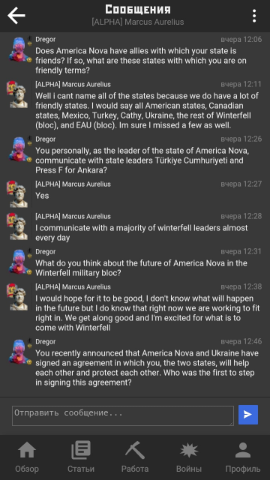 Сообщения
[ALPHA] Marcus Aurelius
Dregor
вчера 12:06
Does America Nova have allies with which your state is
friends? If so, what are these states with which you are on
friendly terms?
[ALPHA] Marcus Aurelius
вчера 12:11
Well i cant name all of the states because we do have a lot of
friendly states. I would say all American states, Canadian
states, Mexico, Turkey, Cathy, Ukraine, the rest of Winterfell
(bloc), and EAU (bloc). Im sure I missed a few as well.
Dregor
вчера 12:26
You personally, as the leader of the state of America Nova,
communicate with state leaders Türkiye Cumhuriyeti and
Press F for Ankara?
[ALPHA] Marcus Aurelius
вчера 12:27
Yes
[ALPHA] Marcus Aurelius
вчера 12:28
I communicate with a majority of winterfell leaders almost
every day
Dregor
вчера 12:31
What do you think about the future of America Nova in the
Winterfell military bloc?
[ALPHA] Marcus Aurelius
вчера 12:38
I would hope for it to be good, I don't know what will happen
in the future but I do know that right now we are working to fit
right in. We get along good and I'm excited for what is to
come with Winterfell
Dregor
вчера 12:46
You recently announced that America Nova and Ukraine have
signed an agreement in which you, the two states, will help
each other and protect each other. Who was the first to step
in signing this agreement?
Отправить сообщение...
Обзор
Статьи
Работа
Войны
Профиль